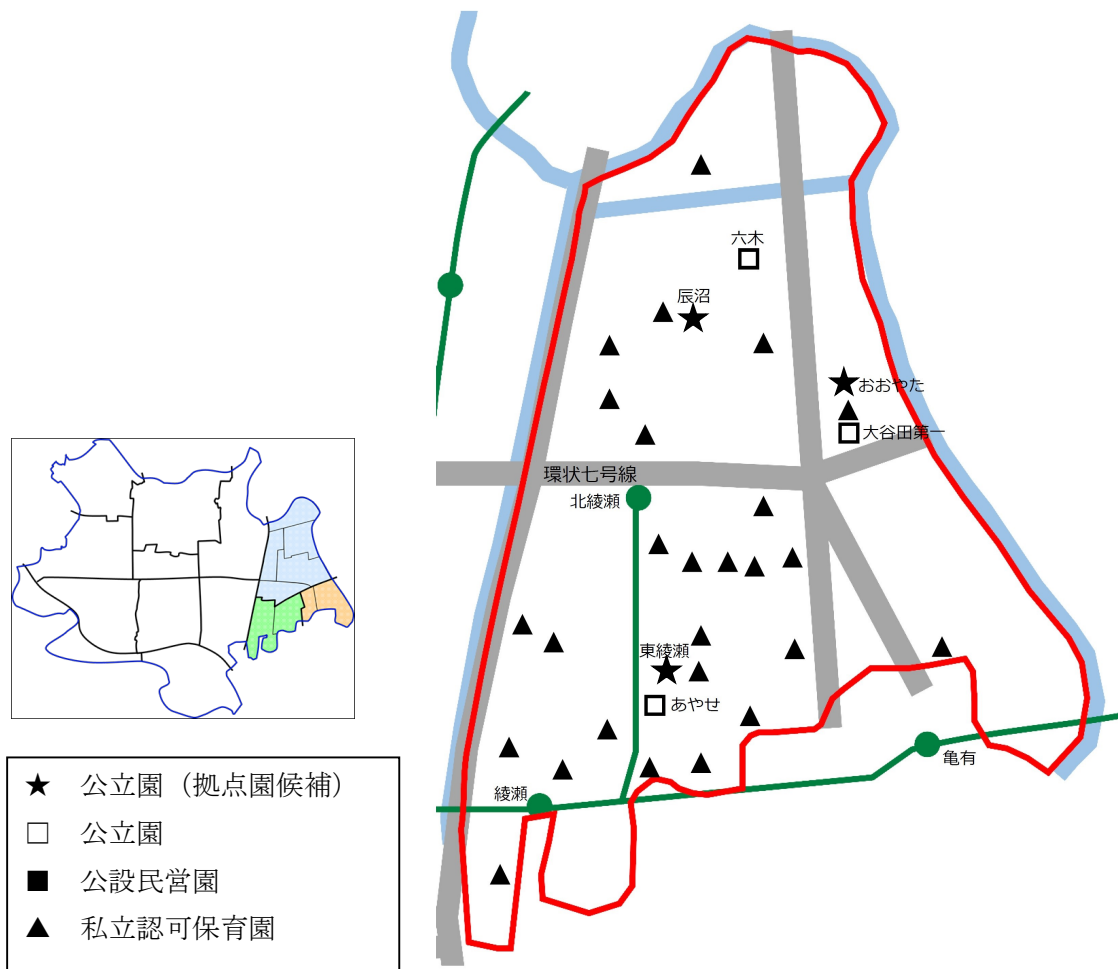 六木
辰沼
おおやた
大谷田第一
環状七号線
北綾瀬
東綾瀬
あやせ
亀有
綾瀬
★ 公立園（拠点園候補）
□ 公立園
■ 公設民営園
▲ 私立認可保育園